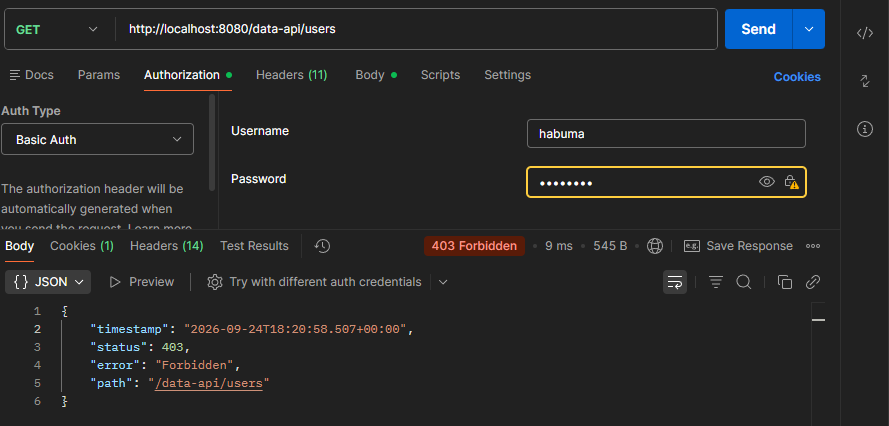 GET http://localhost:8080/data-api/users Send
Docs Params Authorization Headers (11) Body Scripts Settings Cookies
Auth Type
Basic Auth
The authorization header will be
automatically generated when
you send the request. Learn more
Username habuma
Password ••••••••
Body Cookies (1) Headers (14) Test Results 403 Forbidden • 9 ms • 545 B • e.g. Save Response
{} JSON Preview Try with different auth credentials
1 {
2 "timestamp": "2026-09-24T18:20:58.507+00:00",
3 "status": 403,
4 "error": "Forbidden",
5 "path": "/data-api/users"
6 }